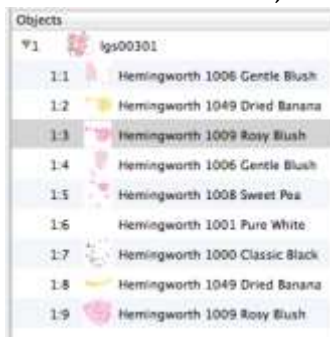 Objects
▼1 lgs00301
1:1 Hemingworth 1006 Gentle Blush
1:2 Hemingworth 1049 Dried Banana
1:3 Hemingworth 1009 Rosy Blush
1:4 Hemingworth 1006 Gentle Blush
1:5 Hemingworth 1008 Sweet Pea
1:6 Hemingworth 1001 Pure White
1:7 Hemingworth 1000 Classic Black
1:8 Hemingworth 1049 Dried Banana
1:9 Hemingworth 1009 Rosy Blush